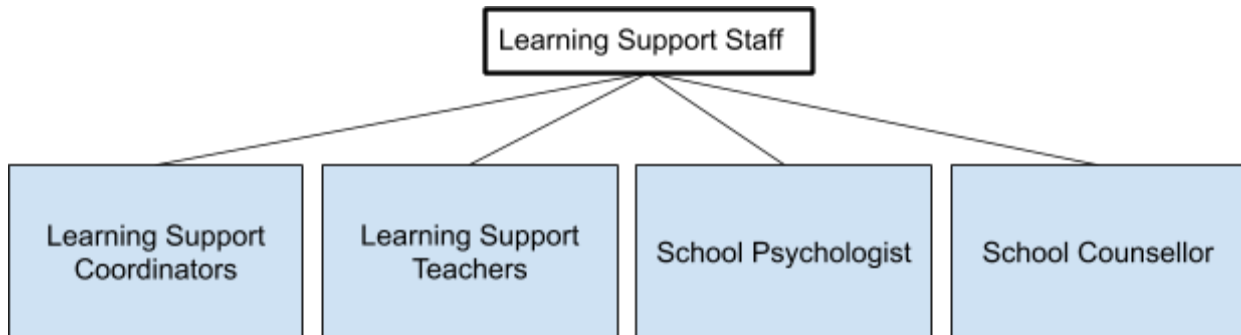 Learning Support Staff
Learning Support
Coordinators
Learning Support
Teachers
School Psychologist
School Counsellor